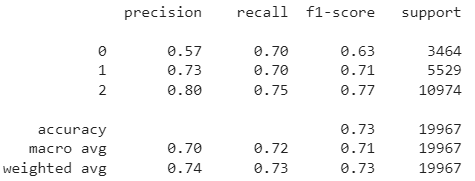 precision recall f1-score support
0 0.57 0.70 0.63 3464
1 0.73 0.70 0.71 5529
2 0.80 0.75 0.77 10974
accuracy 0.73 19967
macro avg 0.70 0.72 0.71 19967
weighted avg 0.74 0.73 0.73 19967